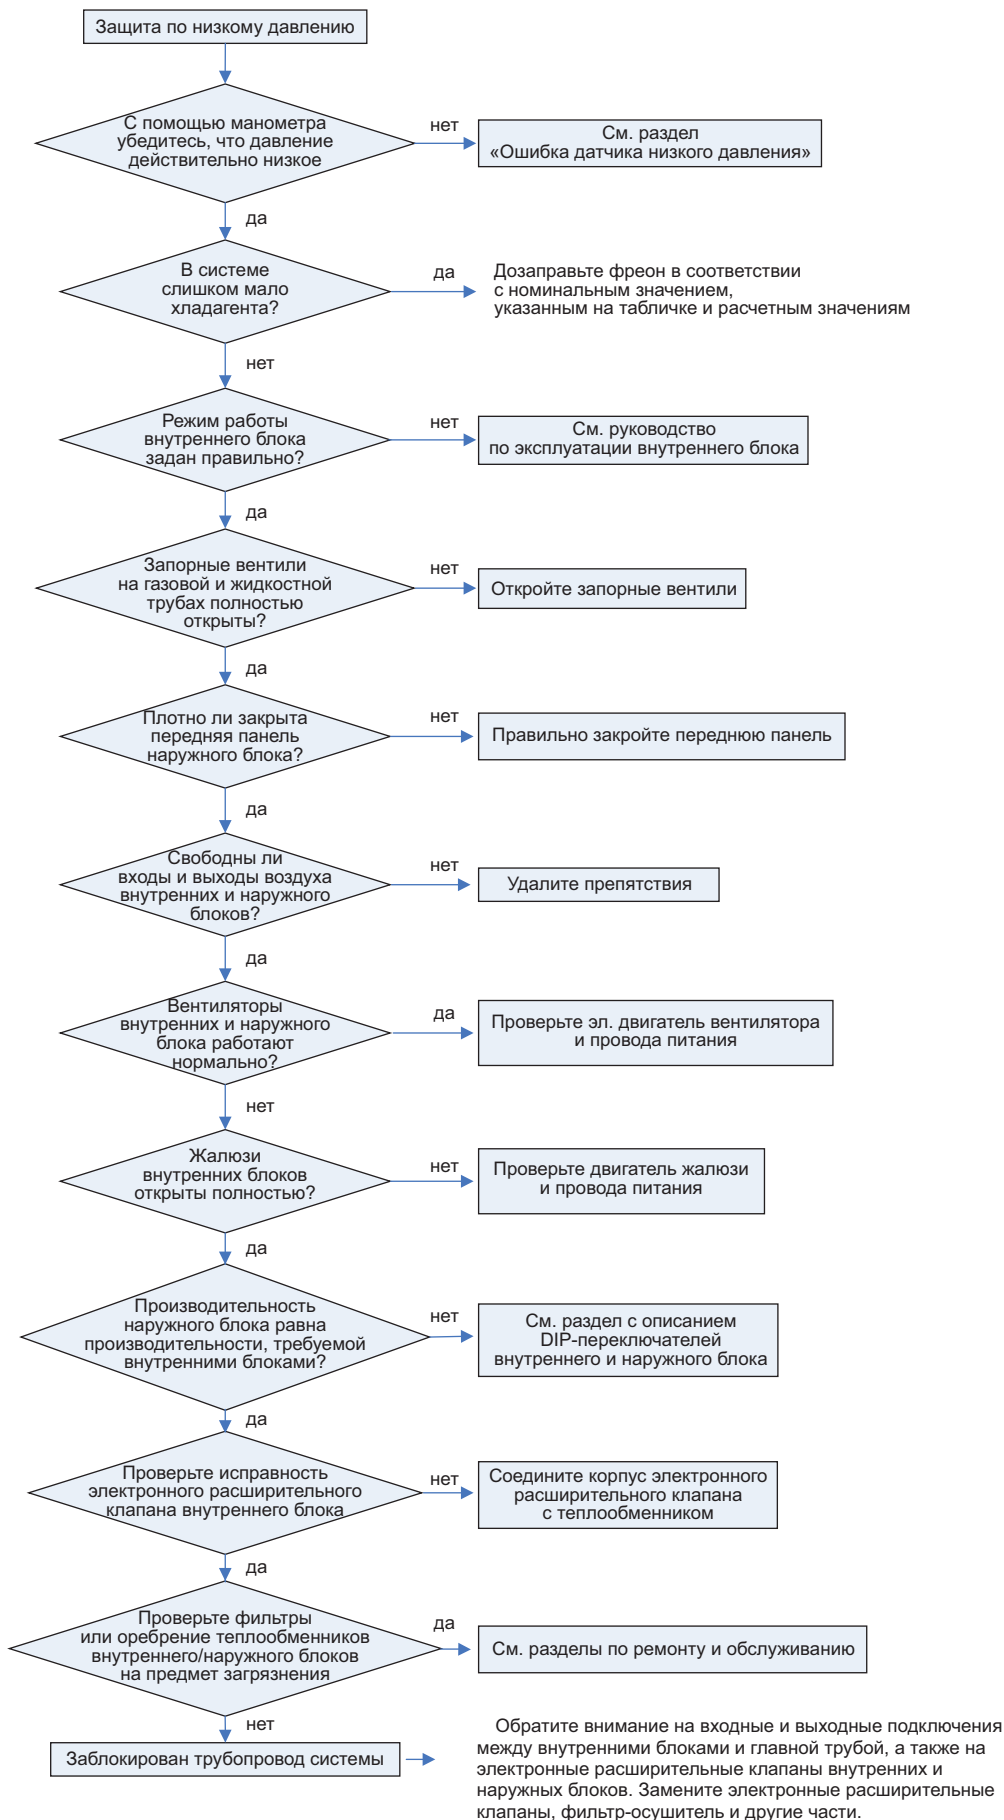 Защита по низкому давлению
С помощью манометра
убедитесь, что давление
действительно низкое
нет
См. раздел
«Ошибка датчика низкого давления»
да
В системе
слишком мало
хладагента?
да
Дозаправьте фреон в соответствии
с номинальным значением,
указанным на табличке и расчетным значениям
нет
Режим работы
внутреннего блока
задан правильно?
нет
См. руководство
по эксплуатации внутреннего блока
да
Запорные вентили
на газовой и жидкостной
трубах полностью
открыты?
нет
Откройте запорные вентили
да
Плотно ли закрыта
передняя панель
наружного блока?
нет
Правильно закройте переднюю панель
да
Свободны ли
входы и выходы воздуха
внутренних и наружного
блоков?
нет
Удалите препятствия
да
Вентиляторы
внутренних и наружного
блока работают
нормально?
да
Проверьте эл. двигатель вентилятора
и провода питания
нет
Жалюзи
внутренних блоков
открыты полностью?
нет
Проверьте двигатель жалюзи
и провода питания
да
Производительность
наружного блока равна
производительности, требуемой
внутренними блоками?
нет
См. раздел с описанием
DIP-переключателей
внутреннего и наружного блока
да
Проверьте исправность
электронного расширительного
клапана внутреннего блока
нет
Соедините корпус электронного
расширительного клапана
с теплообменником
да
Проверьте фильтры
или оребрение теплообменников
внутреннего/наружного блоков
на предмет загрязнения
да
См. разделы по ремонту и обслуживанию
нет
Заблокирован трубопровод системы
Обратите внимание на входные и выходные подключения
между внутренними блоками и главной трубой, а также на
электронные расширительные клапаны внутренних и
наружных блоков. Замените электронные расширительные
клапаны, фильтр-осушитель и другие части.